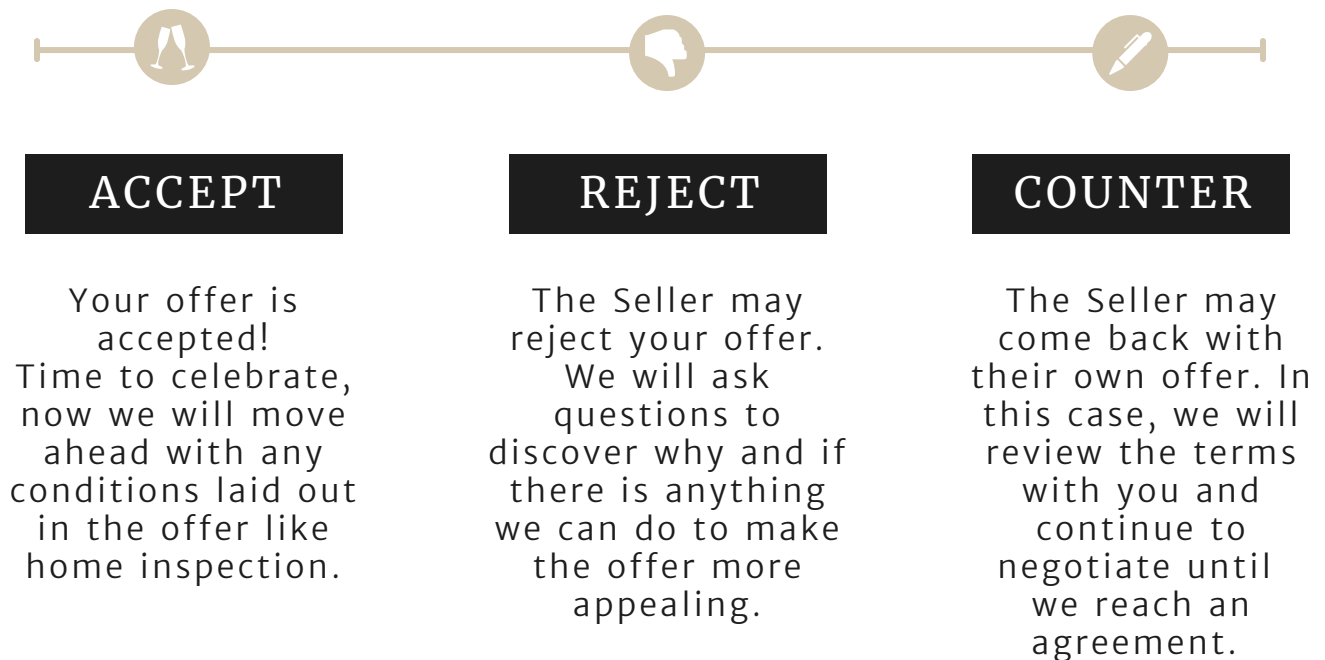 ACCEPT
Your offer is
accepted!
Time to celebrate,
now we will move
ahead with any
conditions laid out
in the offer like
home inspection.
REJECT
The Seller may
reject your offer.
We will ask
questions to
discover why and if
there is anything
we can do to make
the offer more
appealing.
COUNTER
The Seller may
come back with
their own offer. In
this case, we will
review the terms
with you and
continue to
negotiate until
we reach an
agreement.